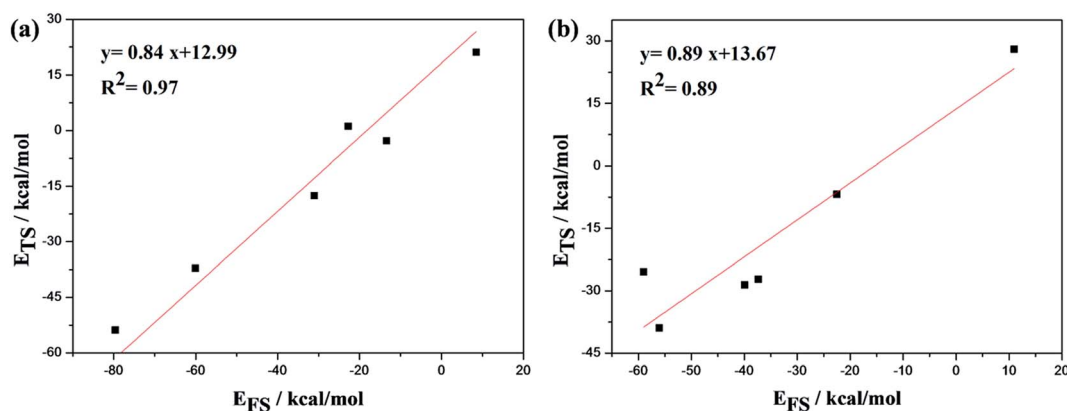 (a)
y= 0.84 x+12.99
R2= 0.97
30
15
0
-15
-30
-45
-60
ETS / kcal/mol
-80
-60
-40
-20
0
20
EFS / kcal/mol
(b)
y= 0.89 x+13.67
R2= 0.89
30
15
0
-15
-30
-45
ETS / kcal/mol
-60
-50
-40
-30
-20
-10
0
10
20
EFS / kcal/mol